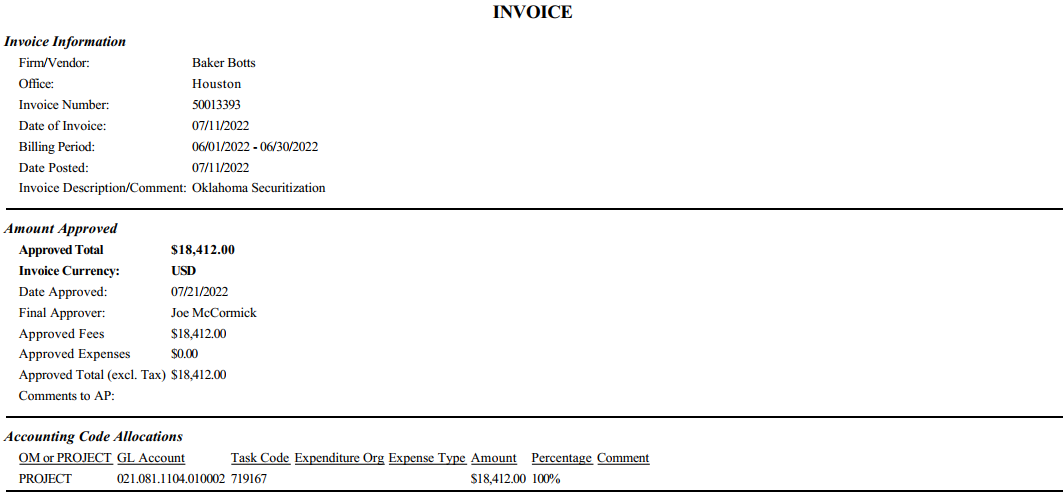 INVOICE
Invoice Information
Firm/Vendor: Baker Botts
Office: Houston
Invoice Number: 50013393
Date of Invoice: 07/11/2022
Billing Period: 06/01/2022 - 06/30/2022
Date Posted: 07/11/2022
Invoice Description/Comment: Oklahoma Securitization
Amount Approved
Approved Total $18,412.00
Invoice Currency: USD
Date Approved: 07/21/2022
Final Approver: Joe McCormick
Approved Fees $18,412.00
Approved Expenses $0.00
Approved Total (excl. Tax) $18,412.00
Comments to AP:
Accounting Code Allocations
OM or PROJECT GL Account Task Code Expenditure Org Expense Type Amount Percentage Comment
PROJECT 021.081.1104.010002 719167 $18,412.00 100%